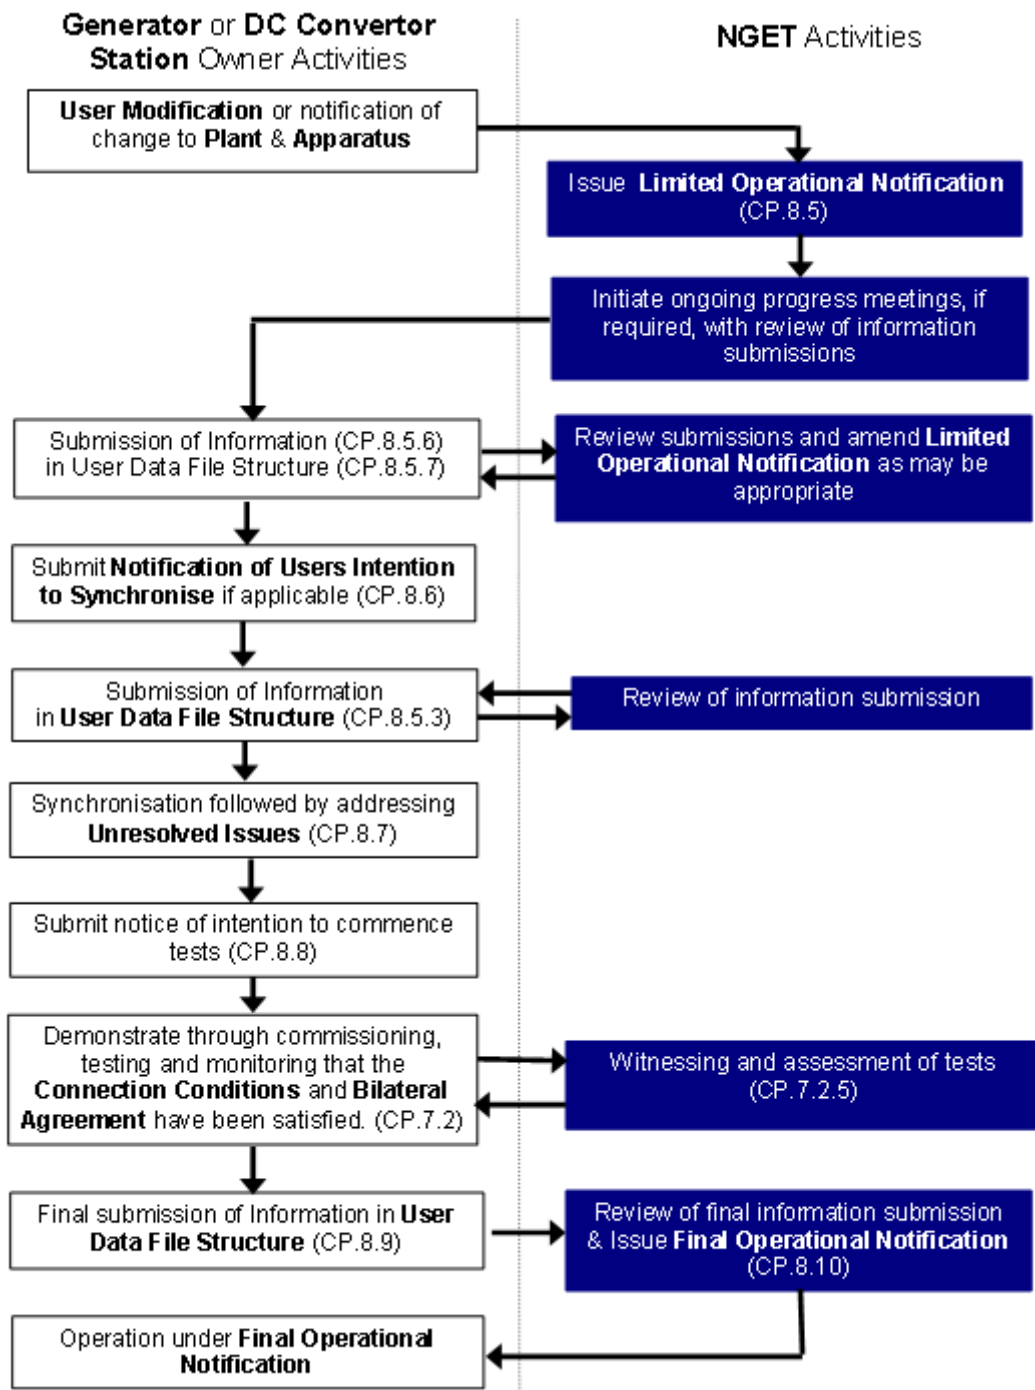 Generator or DC Convertor
Station Owner Activities
NGET Activities
User Modification or notification of
change to Plant & Apparatus
Issue Limited Operational Notification
(CP.8.5)
Initiate ongoing progress meetings, if
required, with review of information
submissions
Submission of Information (CP.8.5.6)
in User Data File Structure (CP.8.5.7)
Review submissions and amend Limited
Operational Notification as may be
appropriate
Submit Notification of Users Intention
to Synchronise if applicable (CP.8.6)
Submission of Information
in User Data File Structure (CP.8.5.3)
Review of information submission
Synchronisation followed by addressing
Unresolved Issues (CP.8.7)
Submit notice of intention to commence
tests (CP.8.8)
Demonstrate through commissioning,
testing and monitoring that the
Connection Conditions and Bilateral
Agreement have been satisfied. (CP.7.2)
Witnessing and assessment of tests
(CP.7.2.5)
Final submission of Information in User
Data File Structure (CP.8.9)
Review of final information submission
& Issue Final Operational Notification
(CP.8.10)
Operation under Final Operational
Notification